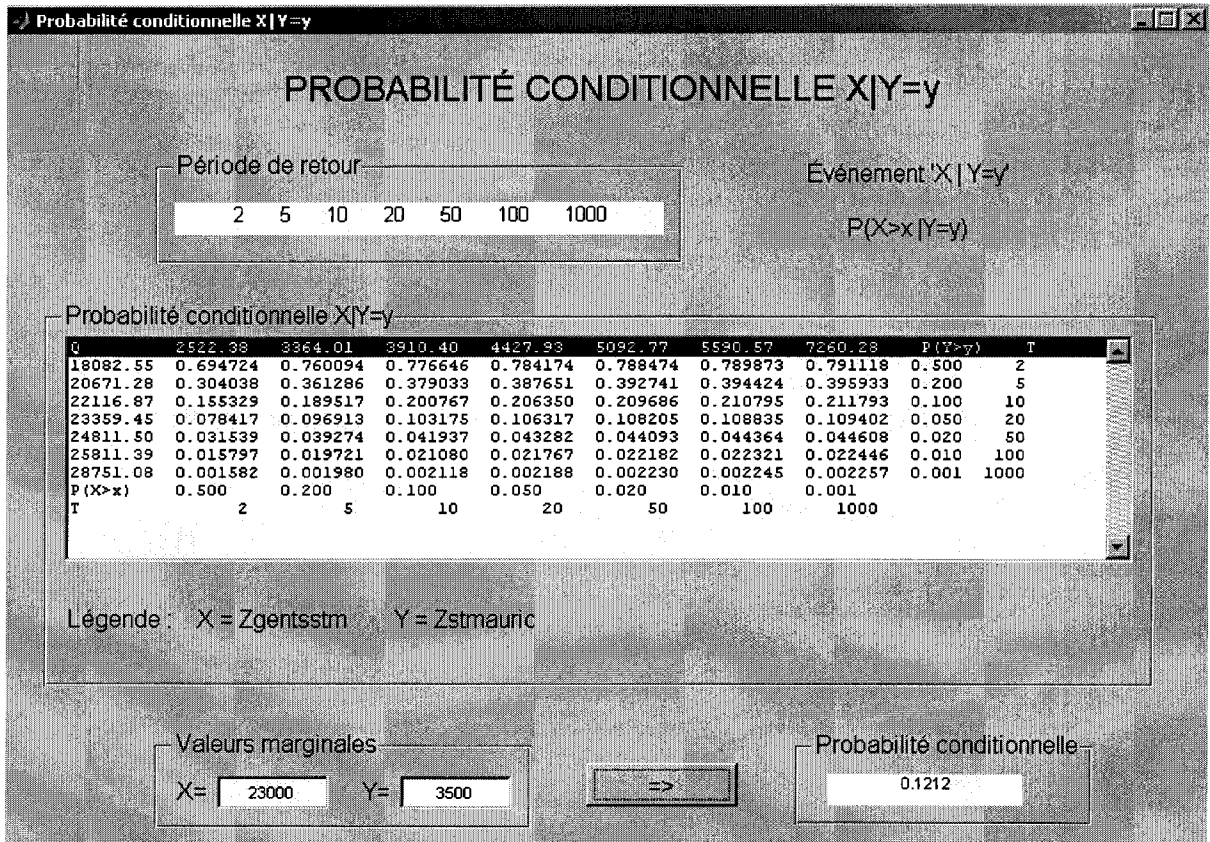 Probabilité conditionnelle X|Y=y
PROBABILITÉ CONDITIONNELLE X|Y=y
Période de retour
2 5 10 20 50 100 1000
Événement 'X | Y=y'
P(X>x |Y=y)
Probabilité conditionnelle X|Y=y
Q 2522.38 3364.01 3910.40 4427.93 5092.77 5590.57 7260.28 P(Y>y) T
18082.55 0.694724 0.760094 0.776646 0.784174 0.788474 0.789873 0.791118 0.500 2
20671.28 0.304038 0.361286 0.379033 0.387651 0.392741 0.394424 0.395933 0.200 5
22116.87 0.155329 0.189517 0.200767 0.206350 0.209686 0.210795 0.211793 0.100 10
23359.45 0.078417 0.096913 0.103175 0.106317 0.108205 0.108835 0.109402 0.050 20
24811.50 0.031539 0.039274 0.041937 0.043282 0.044093 0.044364 0.044608 0.020 50
25811.39 0.015797 0.019721 0.021080 0.021767 0.022182 0.022321 0.022446 0.010 100
28751.08 0.001582 0.001980 0.002118 0.002188 0.002230 0.002245 0.002257 0.001 1000
P(X>x) 0.500 0.200 0.100 0.050 0.020 0.010 0.001
T 2 5 10 20 50 100 1000
Légende : X = Zgentsstm Y = Zstmauric
Valeurs marginales
X= 23000 Y= 3500
=>
Probabilité conditionnelle
0.1212